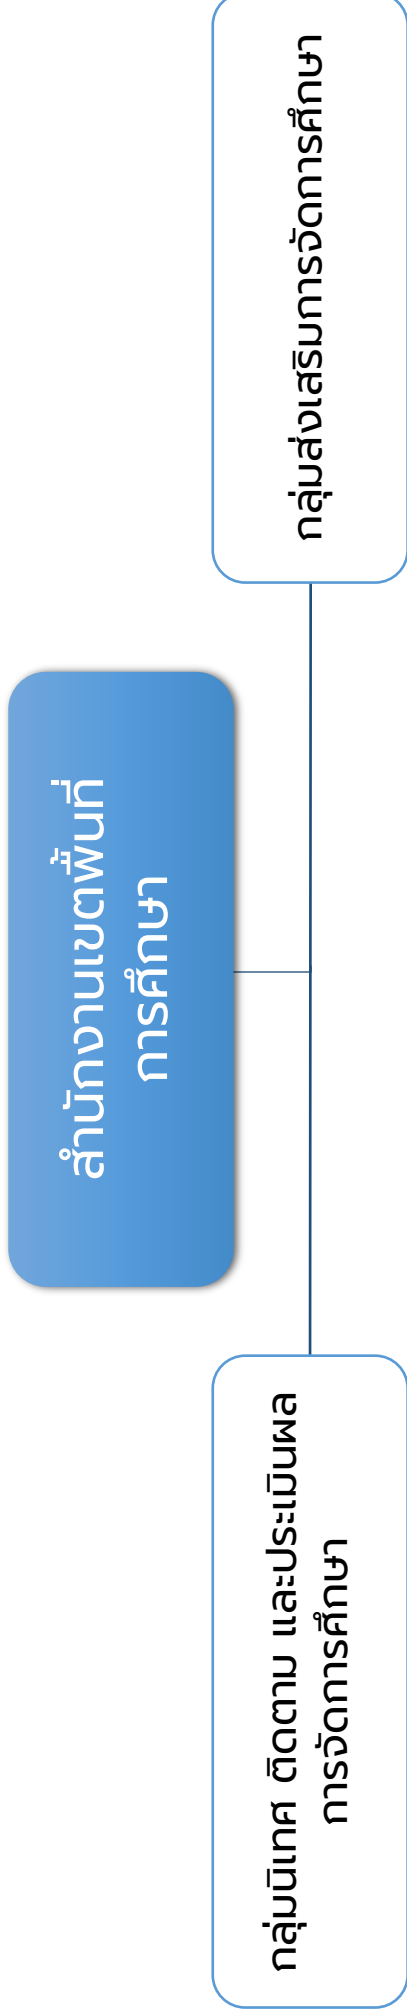 สำนักงานเขตพื้นที่
การศึกษา
กลุ่มนิเทศ ติดตาม และประเมินผล
การจัดการศึกษา
กลุ่มส่งเสริมการจัดการศึกษา